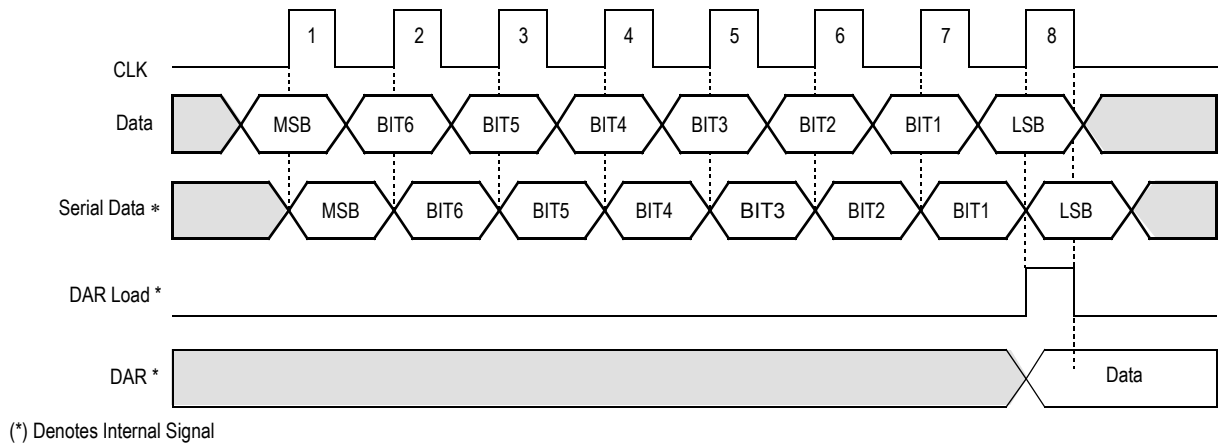 1 2 3 4 5 6 7 8
CLK
Data MSB BIT6 BIT5 BIT4 BIT3 BIT2 BIT1 LSB
Serial Data * MSB BIT6 BIT5 BIT4 BIT3 BIT2 BIT1 LSB
DAR Load *
DAR * Data
(*) Denotes Internal Signal